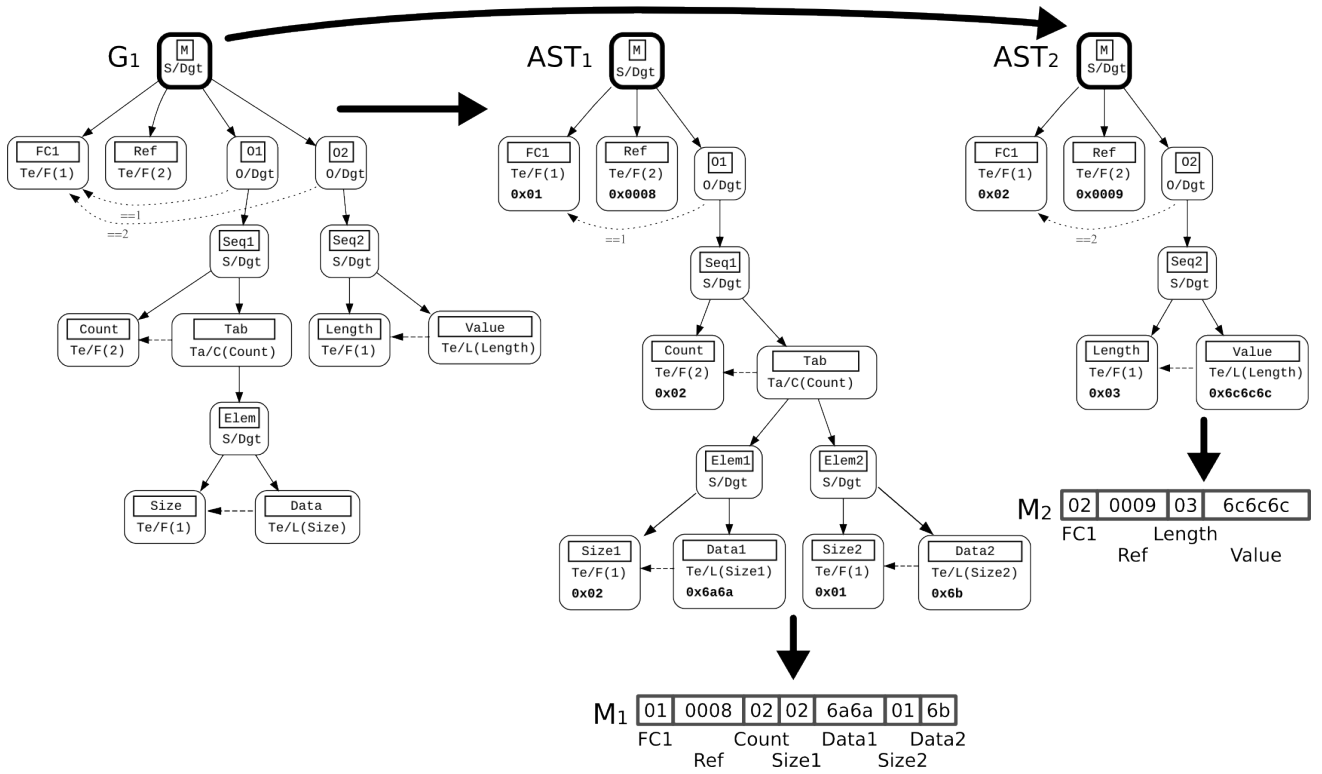 G1
M
S/Dgt
FC1
Te/F(1)
Ref
Te/F(2)
O1
O/Dgt
O2
O/Dgt
==1
==2
Seq1
S/Dgt
Seq2
S/Dgt
Count
Te/F(2)
Tab
Ta/C(Count)
Length
Te/F(1)
Value
Te/L(Length)
Elem
S/Dgt
Size
Te/F(1)
Data
Te/L(Size)
AST1
M
S/Dgt
FC1
Te/F(1)
0x01
Ref
Te/F(2)
0x0008
O1
O/Dgt
==1
Seq1
S/Dgt
Count
Te/F(2)
0x02
Tab
Ta/C(Count)
Elem1
S/Dgt
Elem2
S/Dgt
Size1
Te/F(1)
0x02
Data1
Te/L(Size1)
0x6a6a
Size2
Te/F(1)
0x01
Data2
Te/L(Size2)
0x6b
M1 01 0008 02 02 6a6a 01 6b
FC1 Count Data1 Data2
Ref Size1 Size2
AST2
M
S/Dgt
FC1
Te/F(1)
0x02
Ref
Te/F(2)
0x0009
O2
O/Dgt
==2
Seq2
S/Dgt
Length
Te/F(1)
0x03
Value
Te/L(Length)
0x6c6c6c
M2 02 0009 03 6c6c6c
FC1 Length
Ref Value